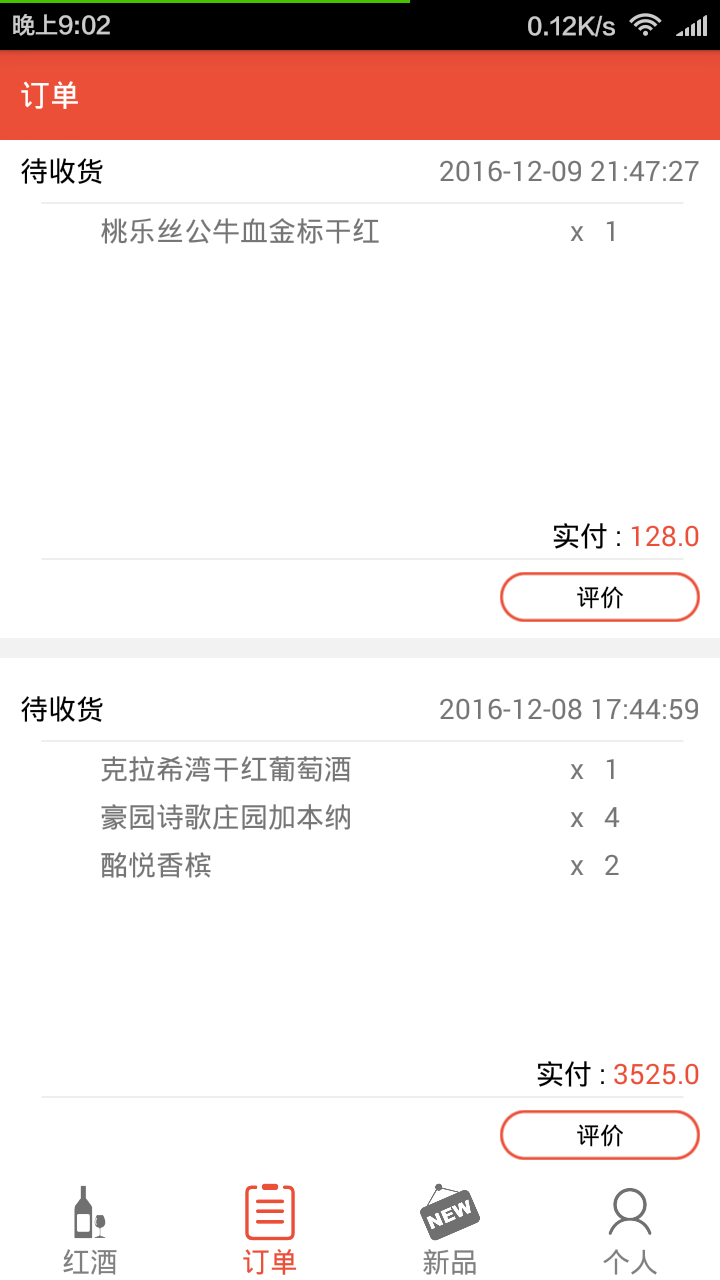 晚上9:02 0.12K/s
订单
待收货 2016-12-09 21:47:27
桃乐丝公牛血金标干红 x 1
实付 : 128.0
评价
待收货 2016-12-08 17:44:59
克拉希湾干红葡萄酒 x 1
豪园诗歌庄园加本纳 x 4
酩悦香槟 x 2
实付 : 3525.0
评价
NEW
红酒 订单 新品 个人